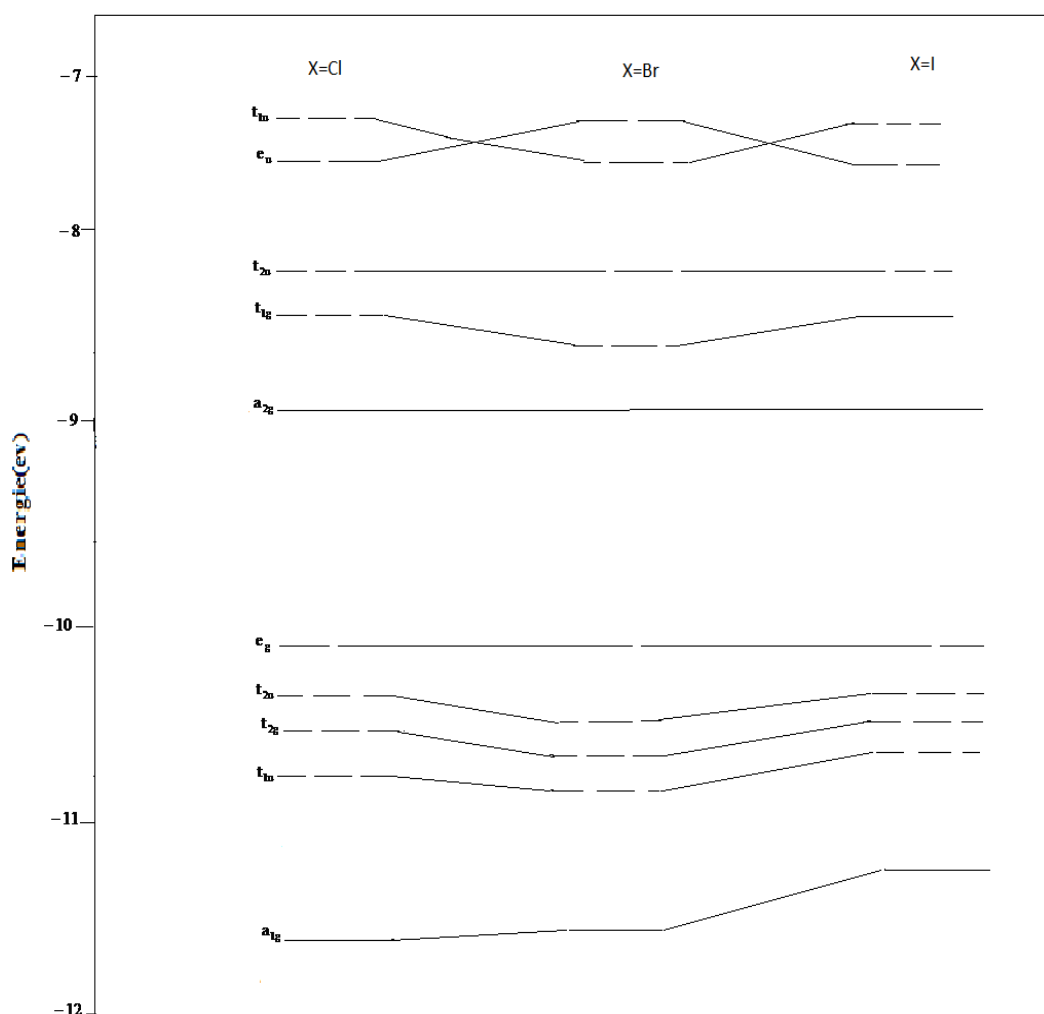 X=Cl
X=Br
X=I
-7
t1u
eu
-8
t2u
t1g
a2g
-9
Energie(ev)
-10
eg
t2u
t2g
t1u
-11
a1g
-12